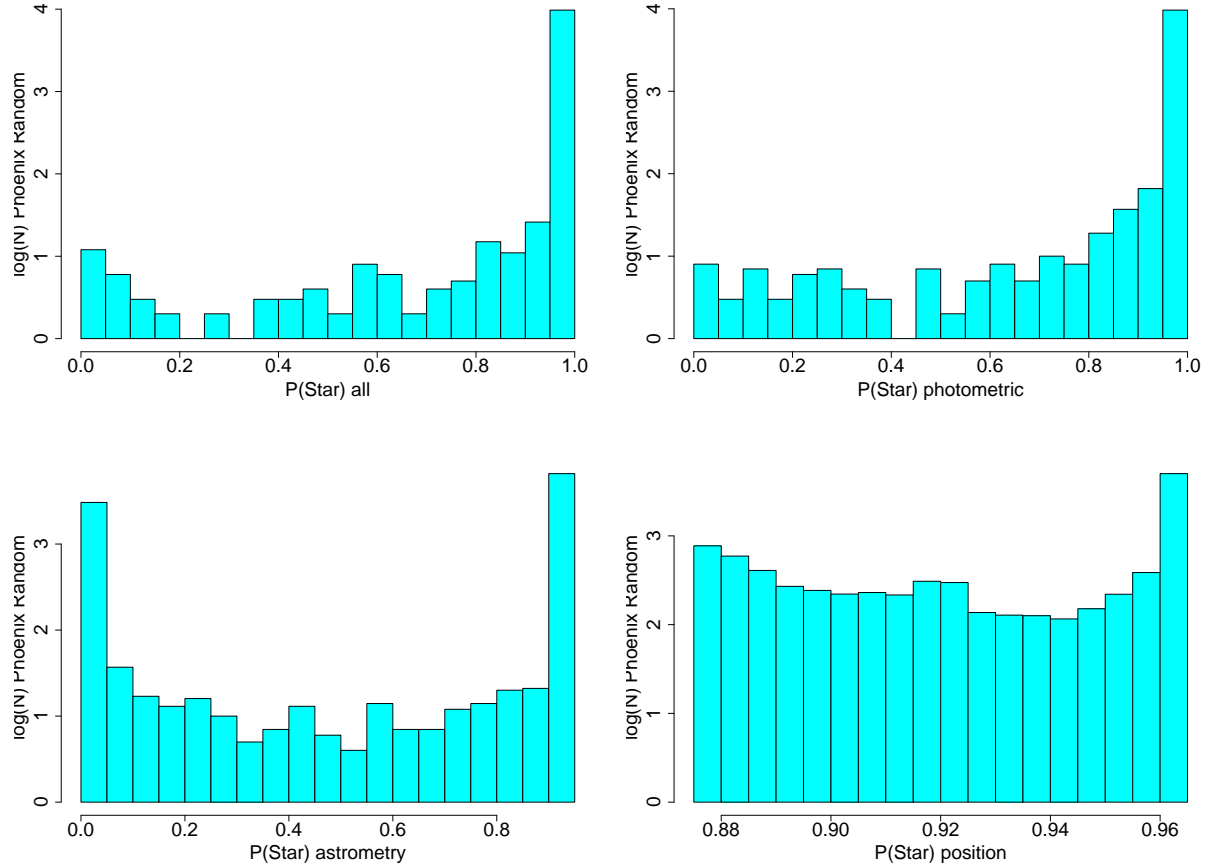 4
3
2
1
0
log(N) Phoenix Random
0.0 0.2 0.4 0.6 0.8 1.0
P(Star) all
4
3
2
1
0
log(N) Phoenix Random
0.0 0.2 0.4 0.6 0.8 1.0
P(Star) photometric
3
2
1
0
log(N) Phoenix Random
0.0 0.2 0.4 0.6 0.8
P(Star) astrometry
3
2
1
0
log(N) Phoenix Random
0.88 0.90 0.92 0.94 0.96
P(Star) position